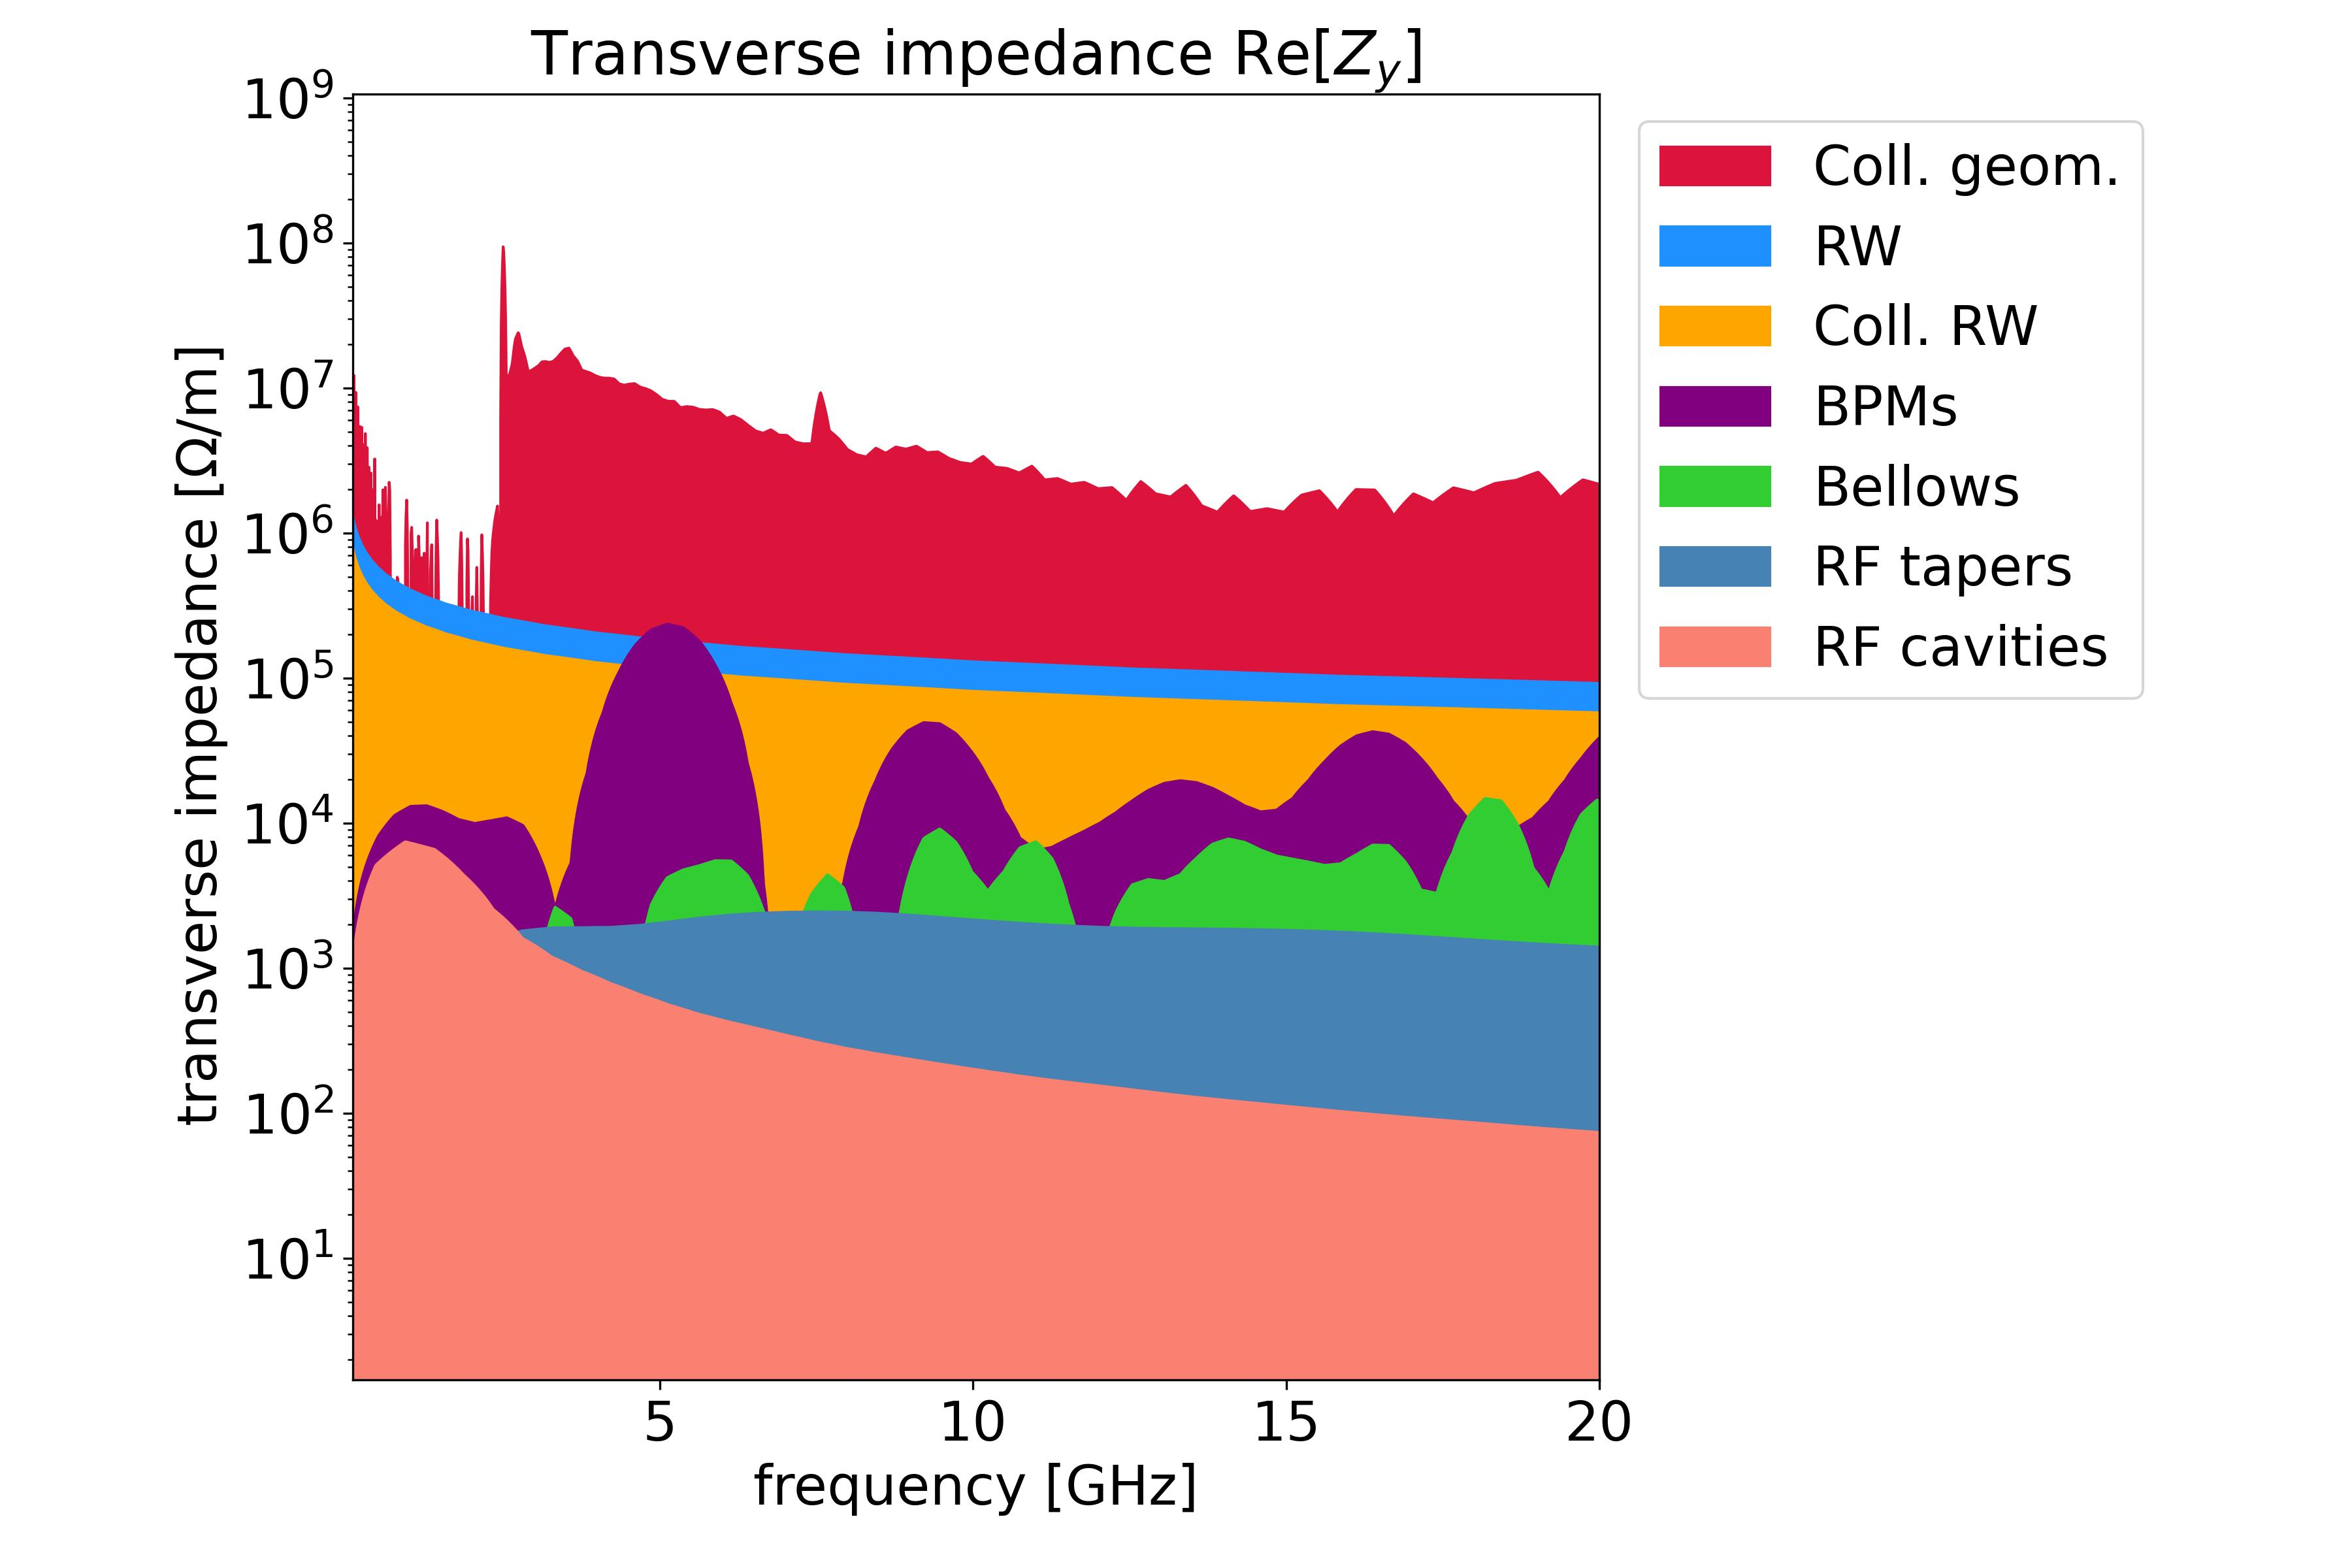 Transverse impedance Re[Z_y]
transverse impedance [Ω/m]
10^9
10^8
10^7
10^6
10^5
10^4
10^3
10^2
10^1
5 10 15 20
frequency [GHz]
Coll. geom.
RW
Coll. RW
BPMs
Bellows
RF tapers
RF cavities